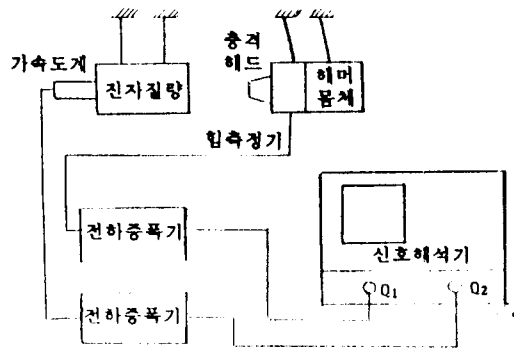 가속도계
진자질량
충격
헤드
해머
몸체
힘측정기
전하증폭기
전하증폭기
신호해석기
Q1
Q2